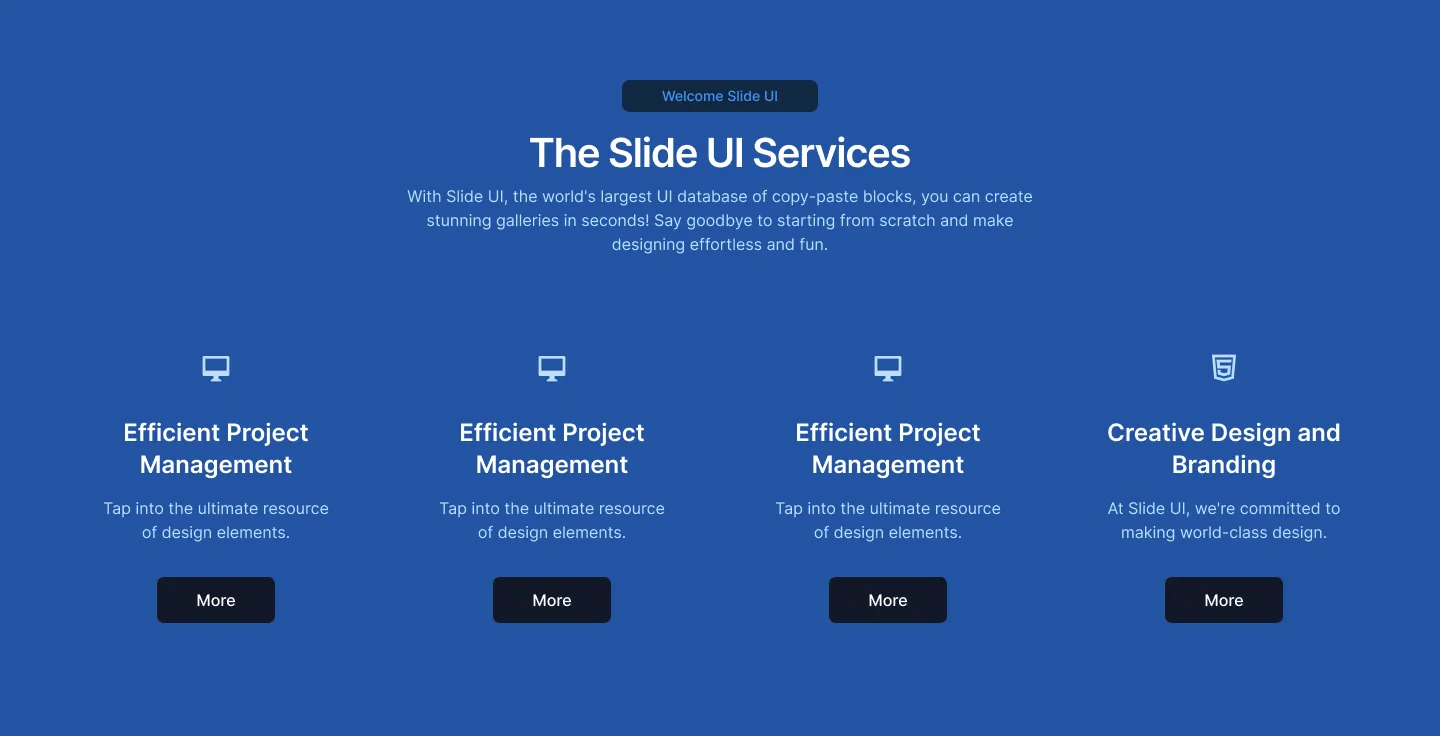 Welcome Slide UI
The Slide UI Services
With Slide UI, the world's largest UI database of copy-paste blocks, you can create
stunning galleries in seconds! Say goodbye to starting from scratch and make
designing effortless and fun.
Efficient Project
Management
Tap into the ultimate resource
of design elements.
More
Efficient Project
Management
Tap into the ultimate resource
of design elements.
More
Efficient Project
Management
Tap into the ultimate resource
of design elements.
More
Creative Design and
Branding
At Slide UI, we're committed to
making world-class design.
More